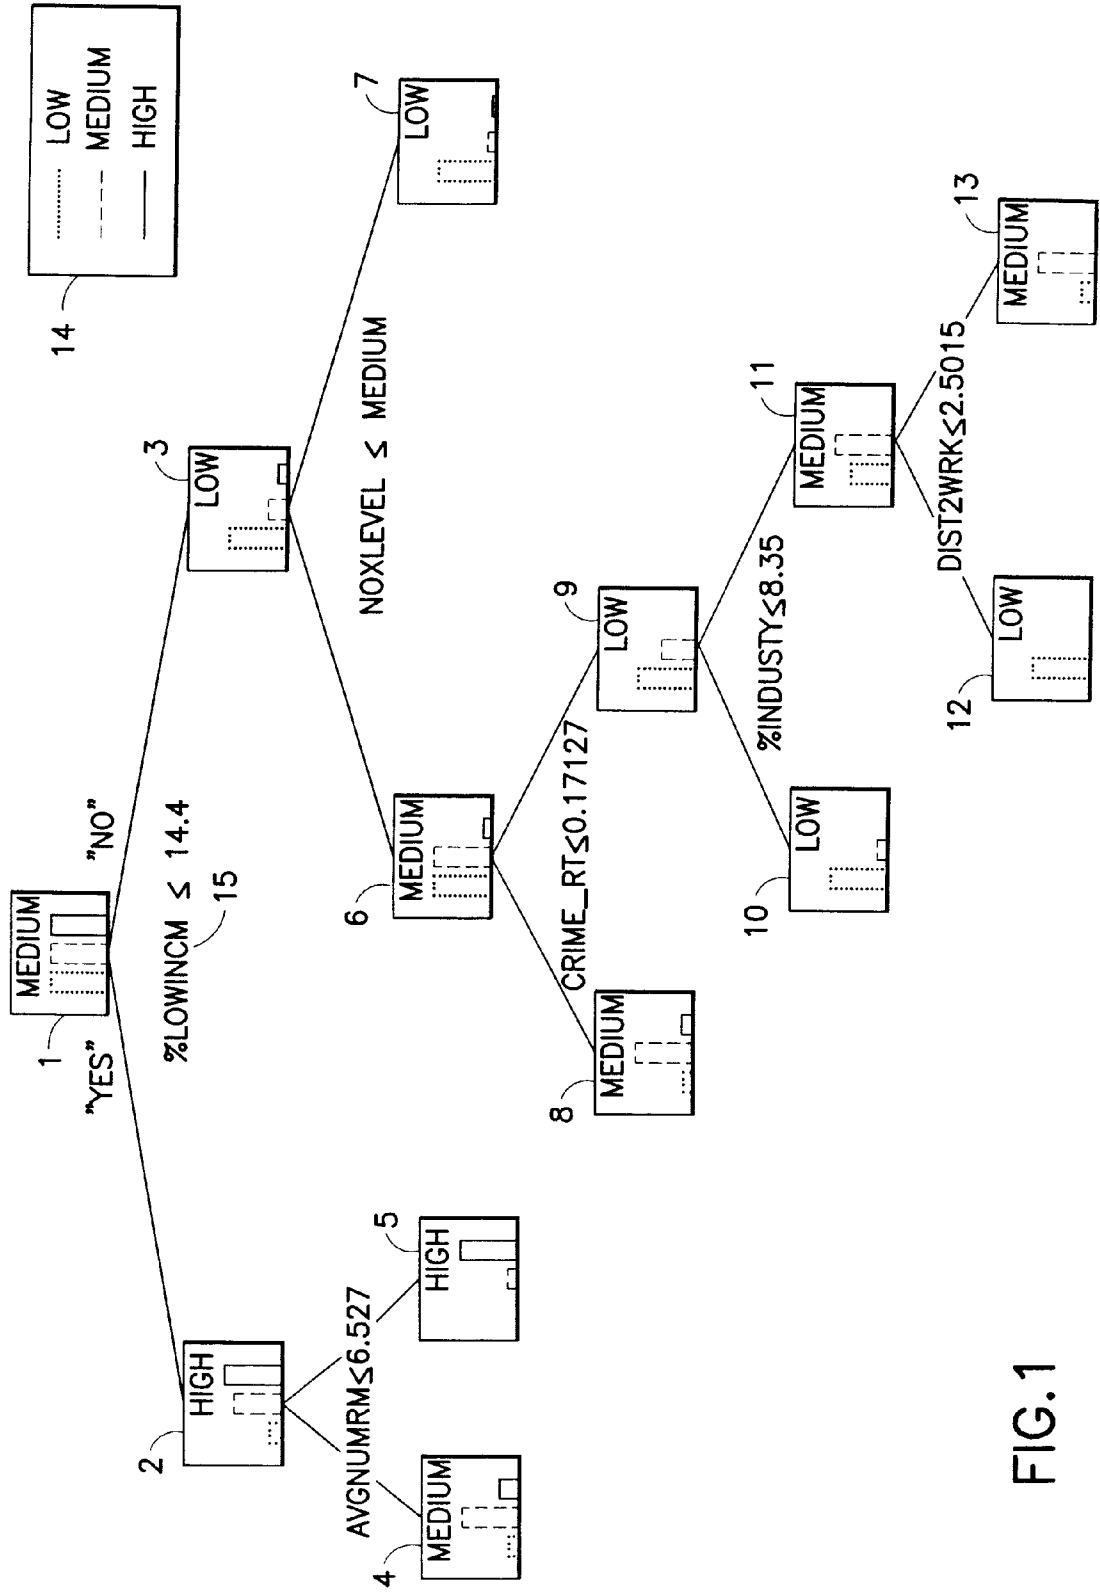 14
LOW
MEDIUM
HIGH
1
MEDIUM
"YES"
"NO"
%LOWINCM ≤ 14.4
15
2
HIGH
3
LOW
AVGNUMRM≤6.527
NOXLEVEL ≤ MEDIUM
4
MEDIUM
5
HIGH
6
MEDIUM
7
LOW
CRIME_RT≤0.17127
8
MEDIUM
9
LOW
%INDUSTY≤8.35
10
LOW
11
MEDIUM
DIST2WRK≤2.5015
12
LOW
13
MEDIUM
FIG.1